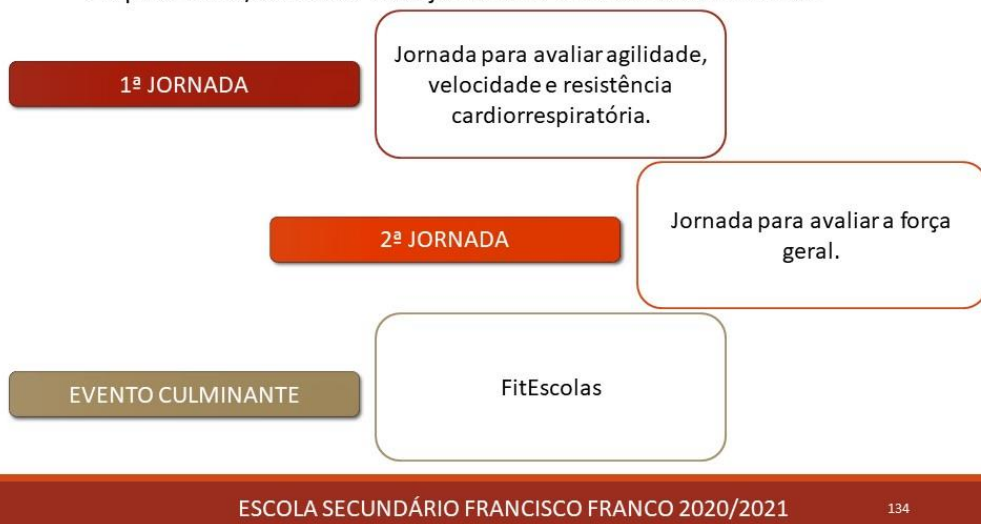 1ª JORNADA
Jornada para avaliar agilidade,
velocidade e resistência
cardiorrespiratória.
2ª JORNADA
Jornada para avaliar a força
geral.
EVENTO CULMINANTE
FitEscolas
ESCOLA SECUNDÁRIO FRANCISCO FRANCO 2020/2021
134